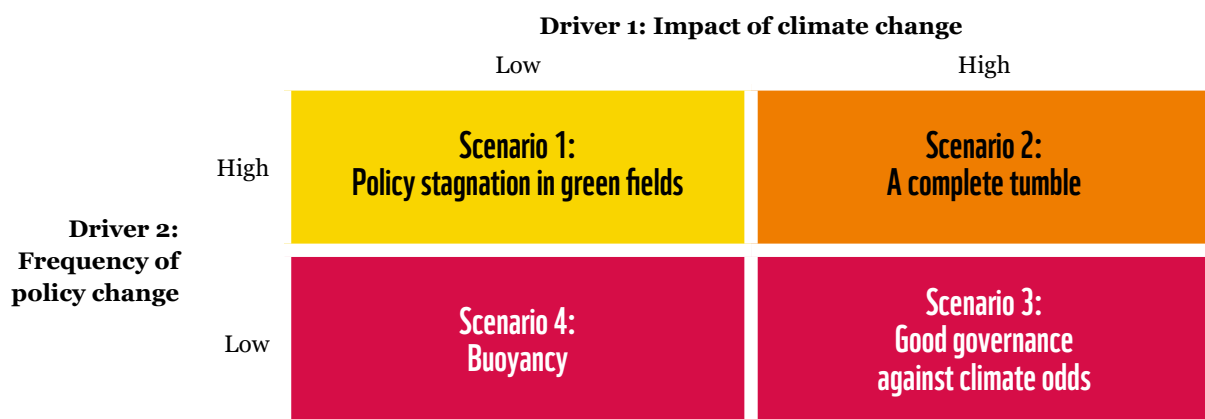 Driver 1: Impact of climate change
Low
High
High
Scenario 1:
Policy stagnation in green fields
Scenario 2:
A complete tumble
Driver 2:
Frequency of
policy change
Low
Scenario 4:
Buoyancy
Scenario 3:
Good governance
against climate odds